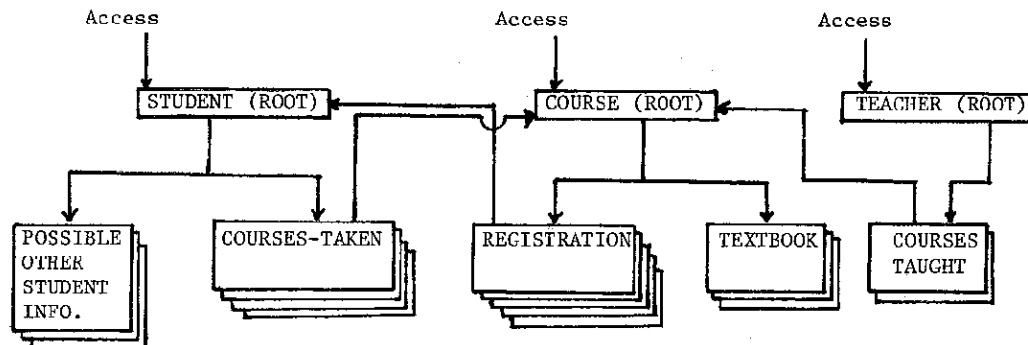 Access
Access
Access
STUDENT (ROOT)
COURSE (ROOT)
TEACHER (ROOT)
POSSIBLE
OTHER
STUDENT
INFO.
COURSES-TAKEN
REGISTRATION
TEXTBOOK
COURSES
TAUGHT